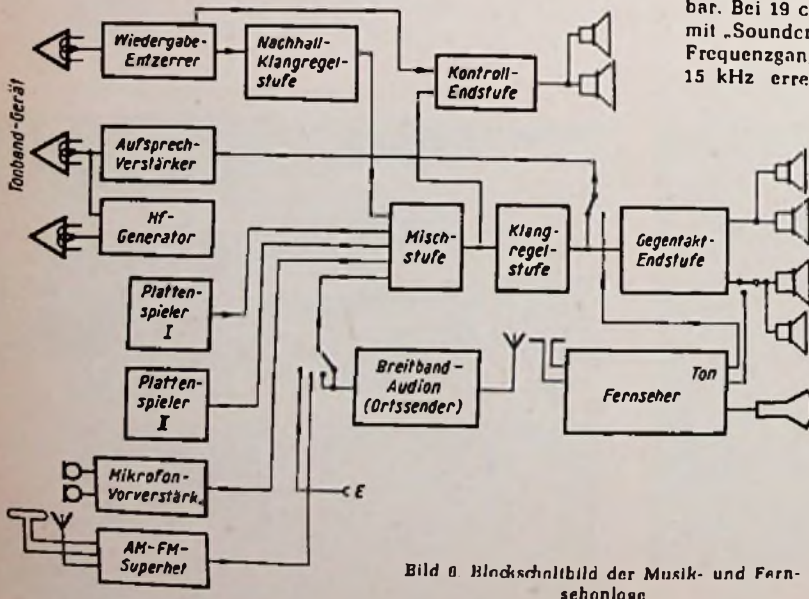 bar. Bei 19 c
mit „Sounder
Frequenzgan
15 kHz erre
Tonband-Gerät
Wiedergabe-
Entzerrer
Nachhall-
Klangregel-
stufe
Kontroll-
Endstufe
Aufsprech-
Verstärker
Hf-
Generator
Misch-
stufe
Klang-
regel-
stufe
Gegentakt-
Endstufe
Platten-
spieler
I
Platten-
spieler
II
Breitband-
Audion
(Ortssender)
Ton
Fernseher
Mikrofon-
Vorverstärk.
E
AM-FM-
Superhet
Bild 6. Blockschaltbild der Musik- und Fern-
sehanlage